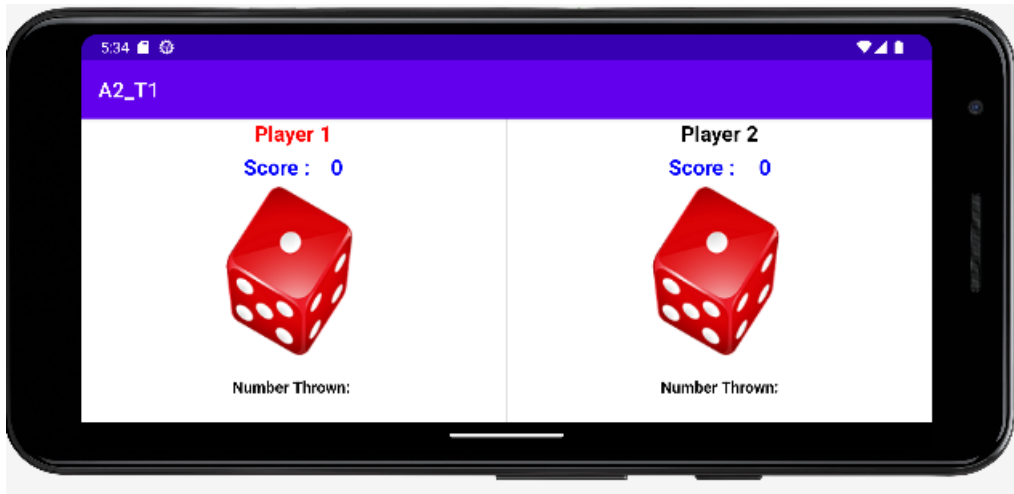 5:34
A2_T1
Player 1
Score : 0
Number Thrown:
Player 2
Score : 0
Number Thrown: